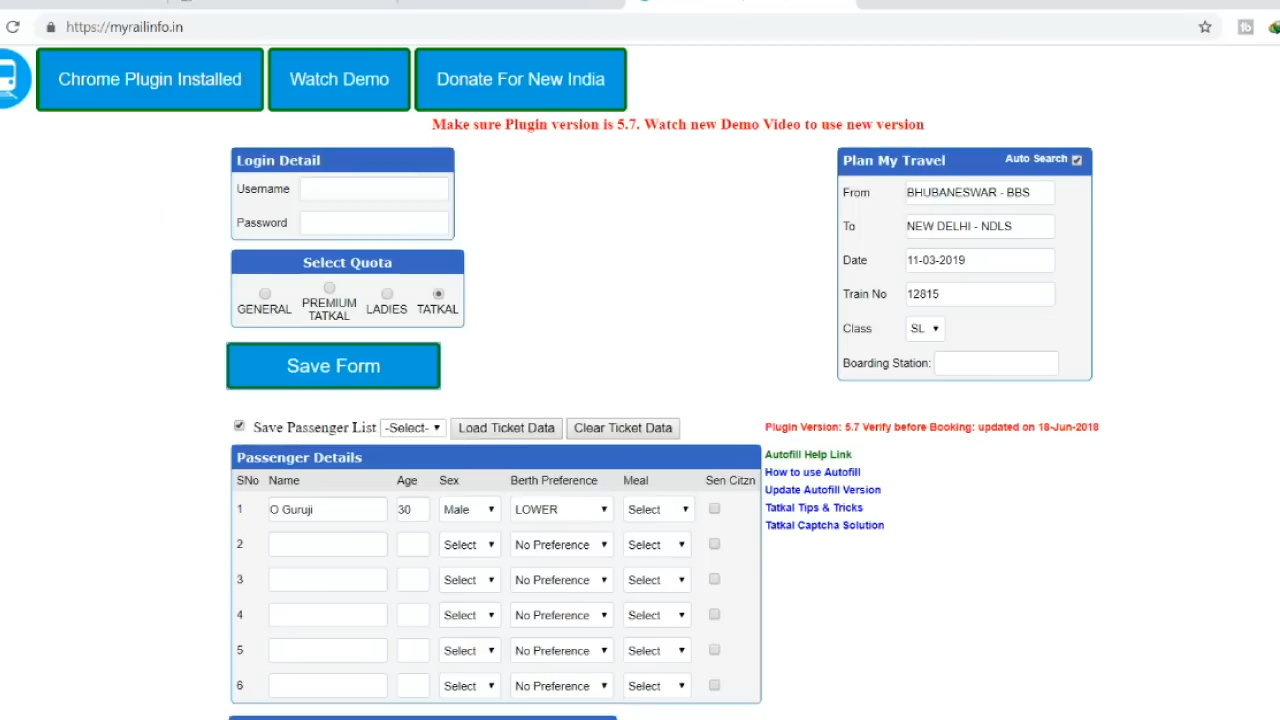 https://myrailinfo.in
Chrome Plugin Installed
Watch Demo
Donate For New India
Make sure Plugin version is 5.7. Watch new Demo Video to use new version
Login Detail
Username
Password
Select Quota
GENERAL
PREMIUM TATKAL
LADIES
TATKAL
Save Form
Plan My Travel Auto Search
From BHUBANESWAR - BBS
To NEW DELHI - NDLS
Date 11-03-2019
Train No 12815
Class SL
Boarding Station:
Save Passenger List -Select- Load Ticket Data Clear Ticket Data
Plugin Version: 5.7 Verify before Booking: updated on 18-Jun-2018
Autofill Help Link
How to use Autofill
Update Autofill Version
Tatkal Tips & Tricks
Tatkal Captcha Solution
Passenger Details
SNo Name Age Sex Berth Preference Meal Sen Citzn
1 O Guruji 30 Male LOWER Select
2 Select No Preference Select
3 Select No Preference Select
4 Select No Preference Select
5 Select No Preference Select
6 Select No Preference Select